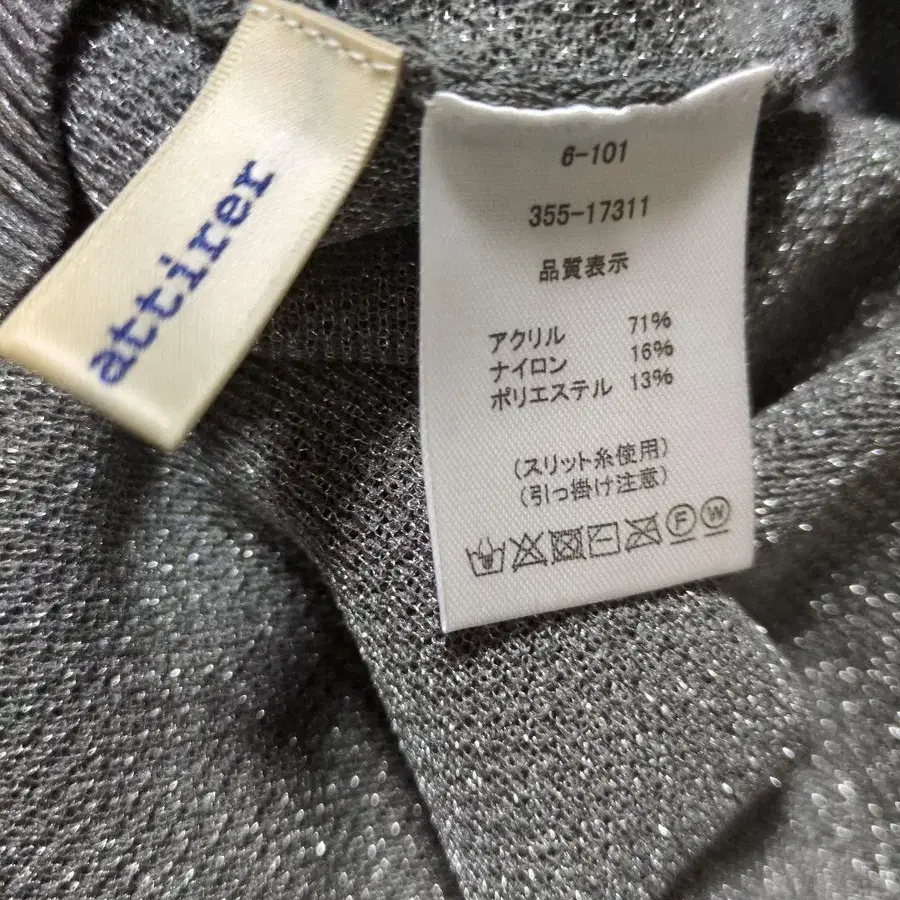 attirer
6-101
355-17311
品質表示
アクリル 71%
ナイロン 16%
ポリエステル 13%
(スリット糸使用)
(引っ掛け注意)
F W